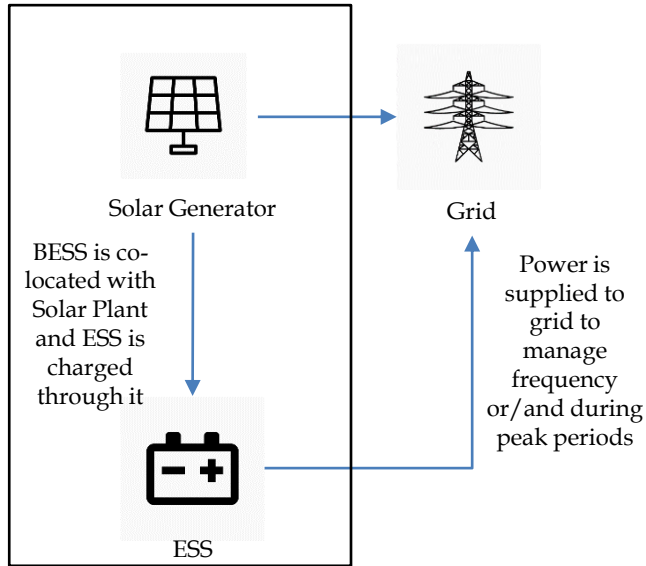 Solar Generator
Grid
BESS is co-
located with
Solar Plant
and ESS is
charged
through it
Power is
supplied to
grid to
manage
frequency
or/and during
peak periods
ESS